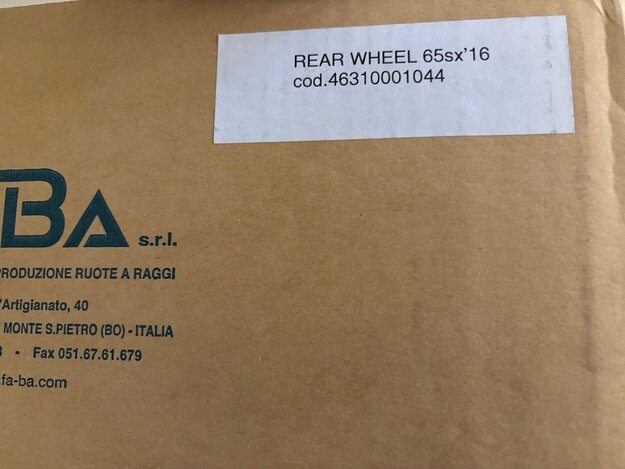 REAR WHEEL 65sx'16
cod.46310001044
BA s.r.l.
PRODUZIONE RUOTE A RAGGI
'Artigianato, 40
MONTE S.PIETRO (BO) - ITALIA
- Fax 051.67.61.679
.fa-ba.com